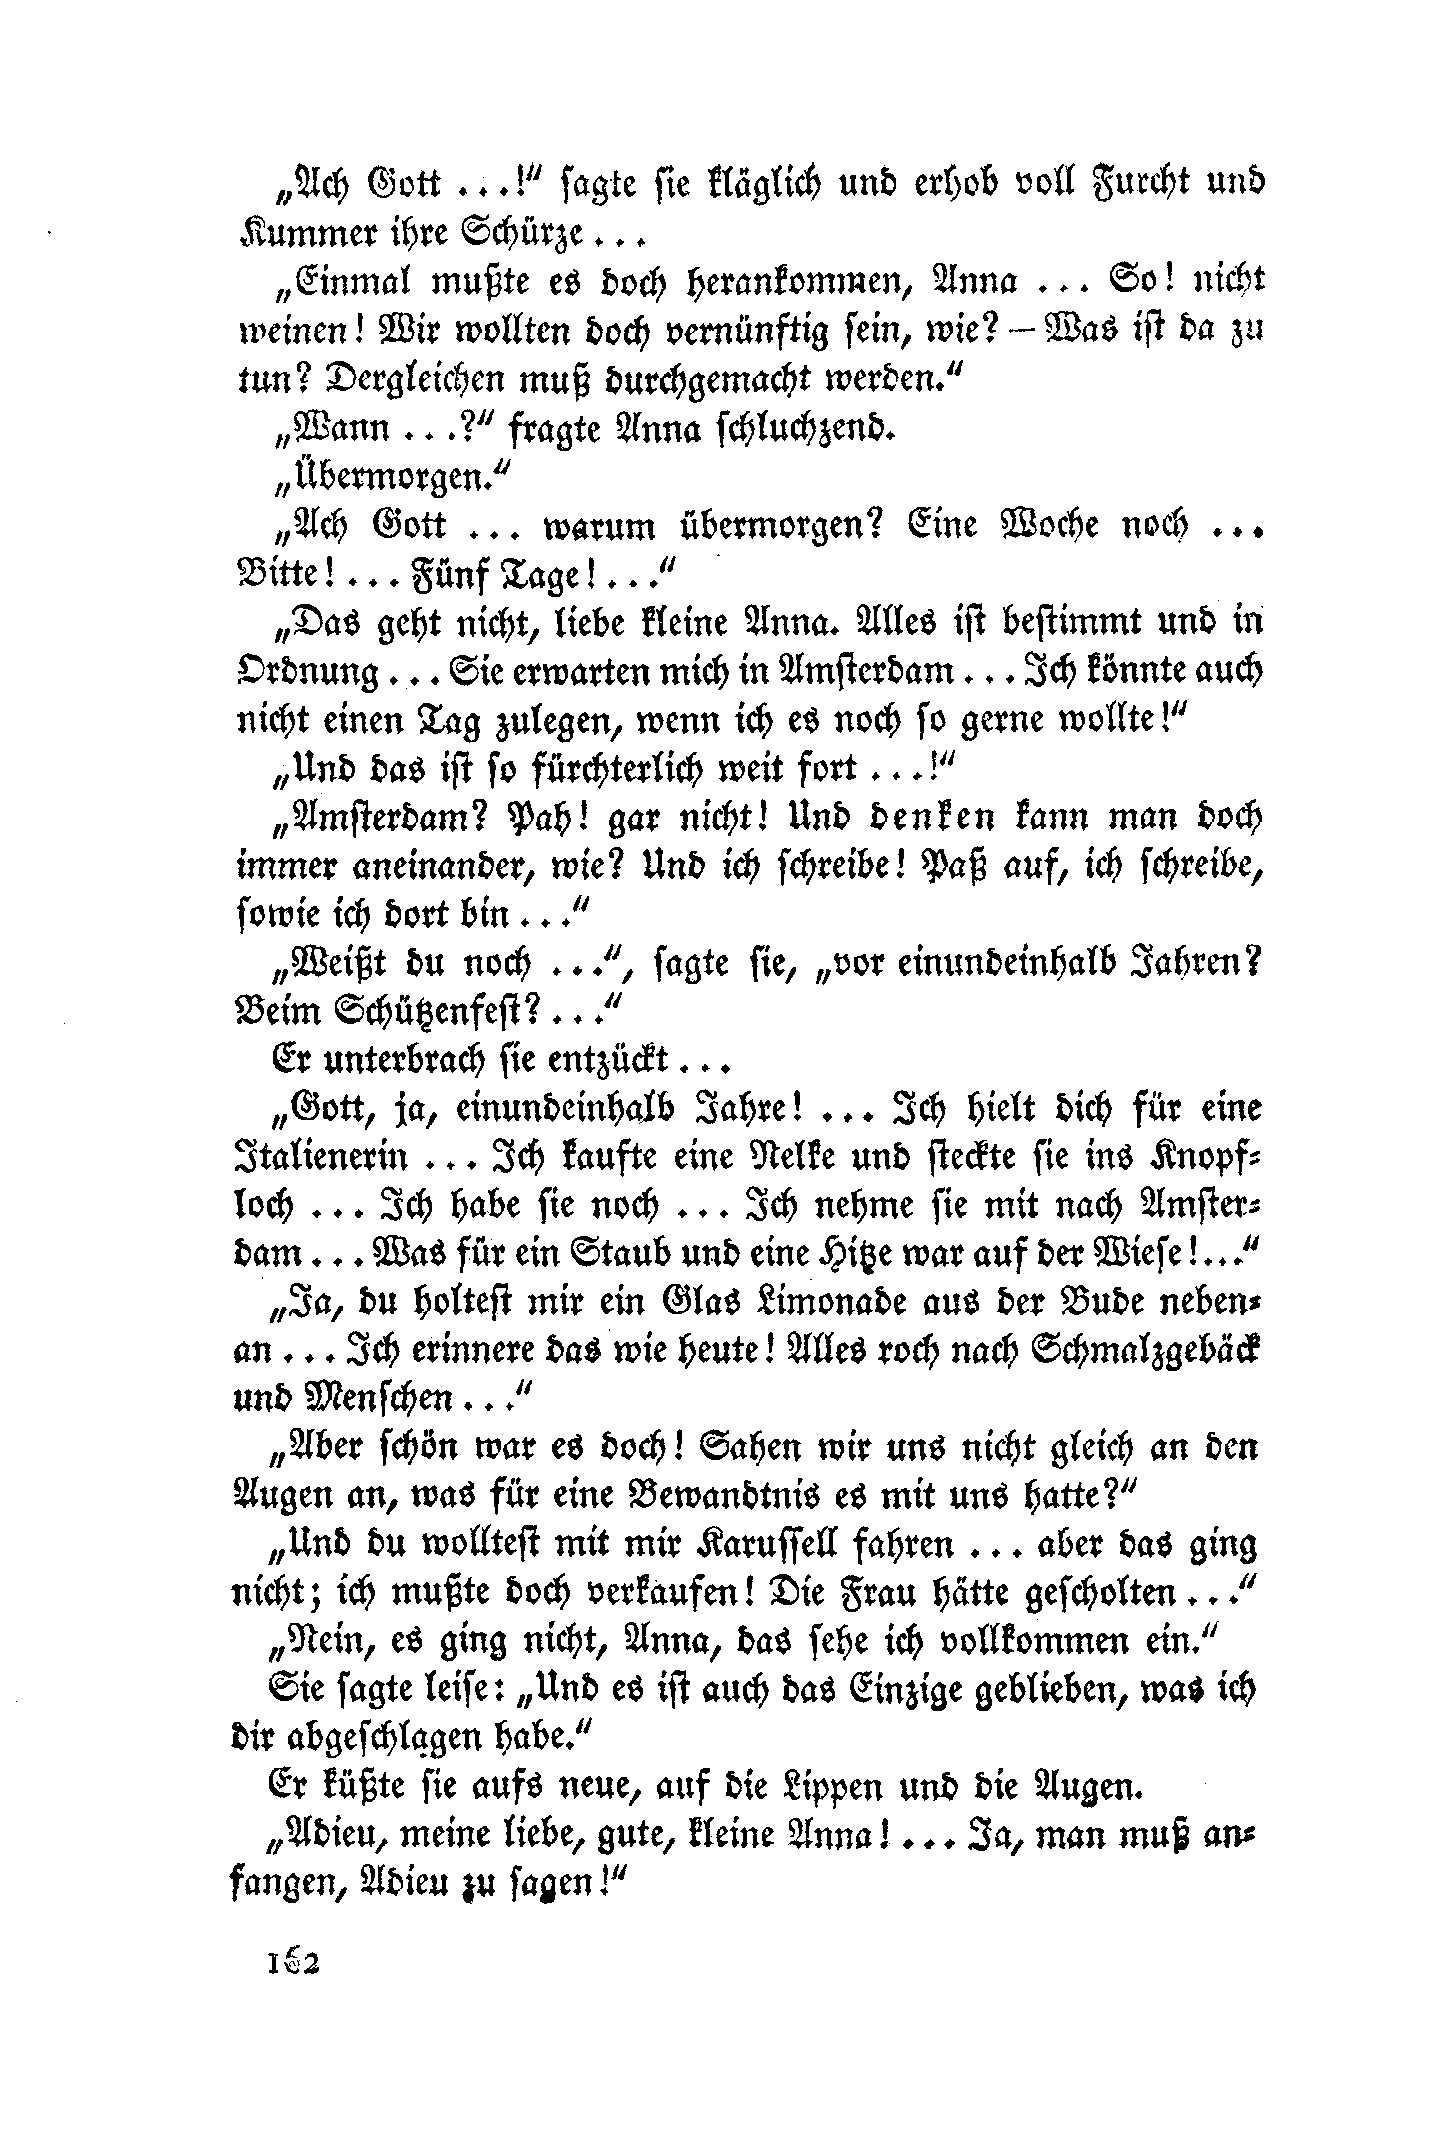 „Ach Gott ...!“ sagte sie kläglich und erhob voll Furcht und
Kummer ihre Schürze ...
„Einmal mußte es doch herankommen, Anna ... So! nicht
weinen! Wir wollten doch vernünftig sein, wie? — Was ist da zu
tun? Dergleichen muß durchgemacht werden.“
„Wann ...?“ fragte Anna schluchzend.
„Übermorgen.“
„Ach Gott ... warum übermorgen? Eine Woche noch ...
Bitte! ... Fünf Tage! ...“
„Das geht nicht, liebe kleine Anna. Alles ist bestimmt und in
Ordnung ... Sie erwarten mich in Amsterdam ... Ich könnte auch
nicht einen Tag zulegen, wenn ich es noch so gerne wollte!“
„Und das ist so fürchterlich weit fort ...!“
„Amsterdam? Pah! gar nicht! Und denken kann man doch
immer aneinander, wie? Und ich schreibe! Paß auf, ich schreibe,
sowie ich dort bin ...“
„Weißt du noch ...“, sagte sie, „vor einundeinhalb Jahren?
Beim Schützenfest? ...“
Er unterbrach sie entzückt ...
„Gott, ja, einundeinhalb Jahre! ... Ich hielt dich für eine
Italienerin ... Ich kaufte eine Nelke und steckte sie ins Knopf-
loch ... Ich habe sie noch ... Ich nehme sie mit nach Amster-
dam ... Was für ein Staub und eine Hitze war auf der Wiese! ...“
„Ja, du holtest mir ein Glas Limonade aus der Bude neben-
an ... Ich erinnere das wie heute! Alles roch nach Schmalzgebäck
und Menschen ...“
„Aber schön war es doch! Sahen wir uns nicht gleich an den
Augen an, was für eine Bewandtnis es mit uns hatte?“
„Und du wolltest mit mir Karussell fahren ... aber das ging
nicht; ich mußte doch verkaufen! Die Frau hätte gescholten ...“
„Nein, es ging nicht, Anna, das sehe ich vollkommen ein.“
Sie sagte leise: „Und es ist auch das Einzige geblieben, was ich
dir abgeschlagen habe.“
Er küßte sie aufs neue, auf die Lippen und die Augen.
„Adieu, meine liebe, gute, kleine Anna! ... Ja, man muß an-
fangen, Adieu zu sagen!“
162